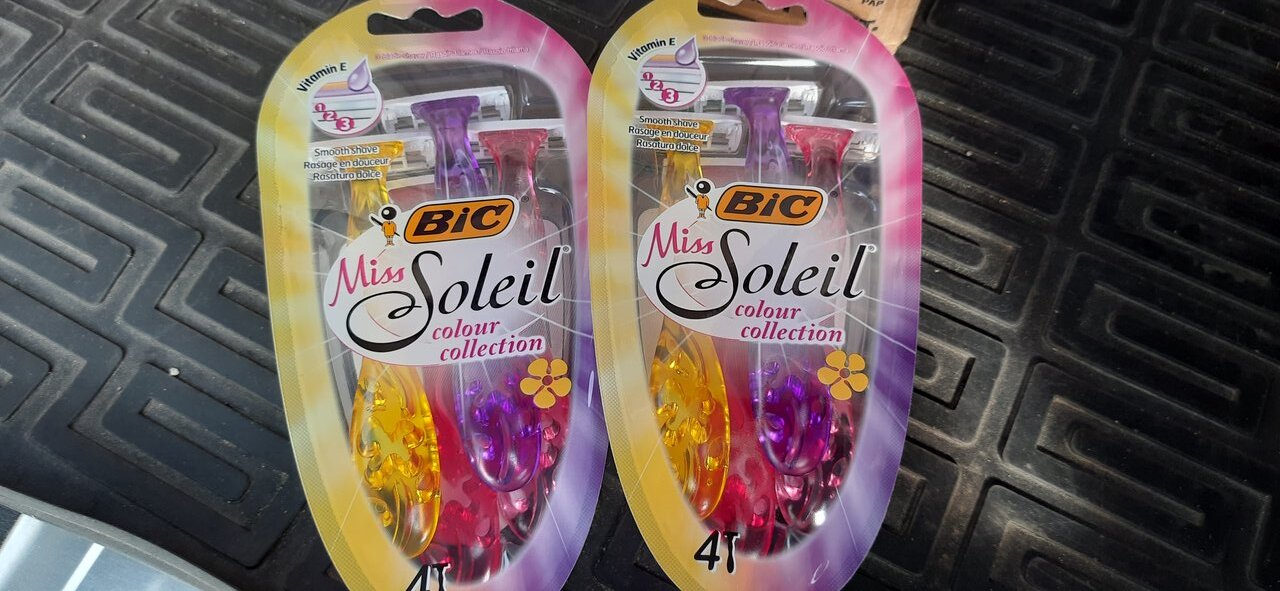 Vitamin E
1
2
3
Smooth shave
Rasage en douceur
Rasatura dolce
BiC®
Miss
Soleil®
colour
collection
4
Vitamin E
1
2
3
Smooth shave
Rasage en douceur
Rasatura dolce
BiC
Miss
Soleil®
colour
collection
4
PAP